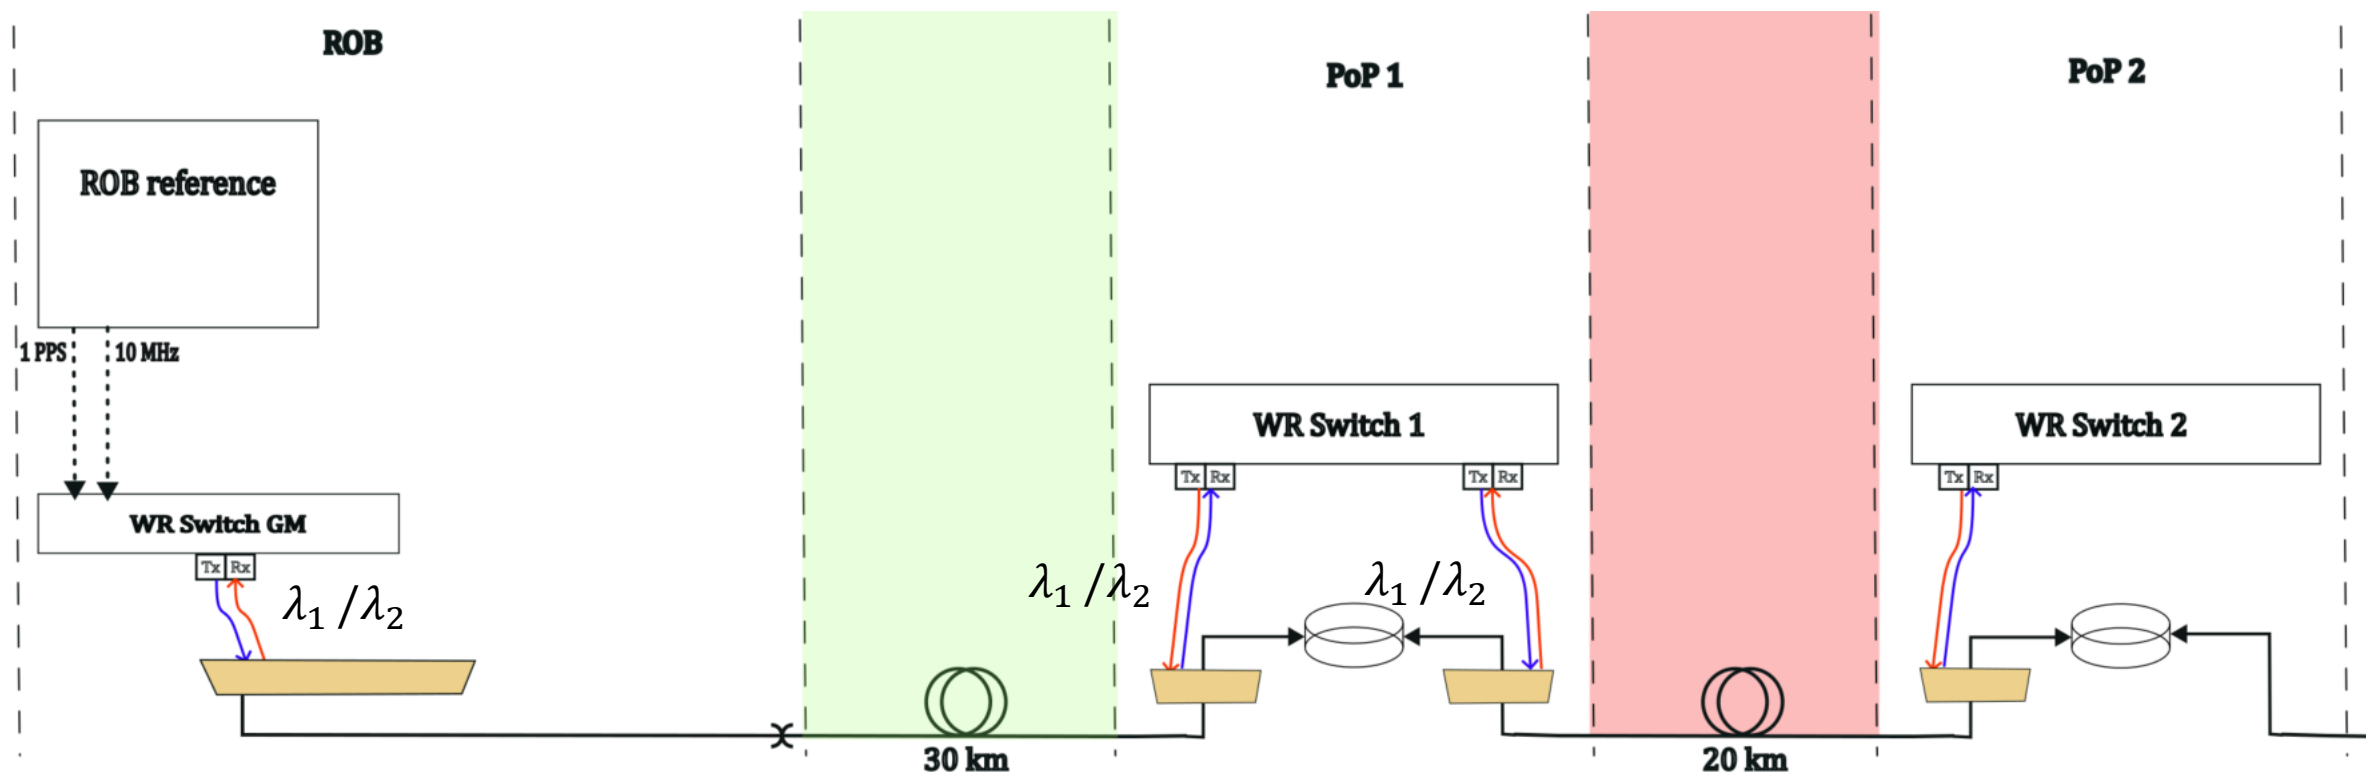 ROB
PoP 1
PoP 2
ROB reference
1 PPS
10 MHz
WR Switch 1
WR Switch 2
Tx Rx
Tx Rx
Tx Rx
WR Switch GM
Tx Rx
λ₁ /λ₂
λ₁ /λ₂
λ₁ /λ₂
30 km
20 km